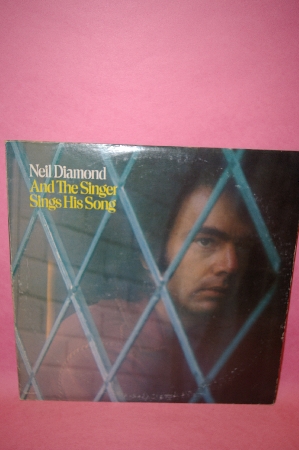 Neil Diamond
And The Singer
Sings His Song